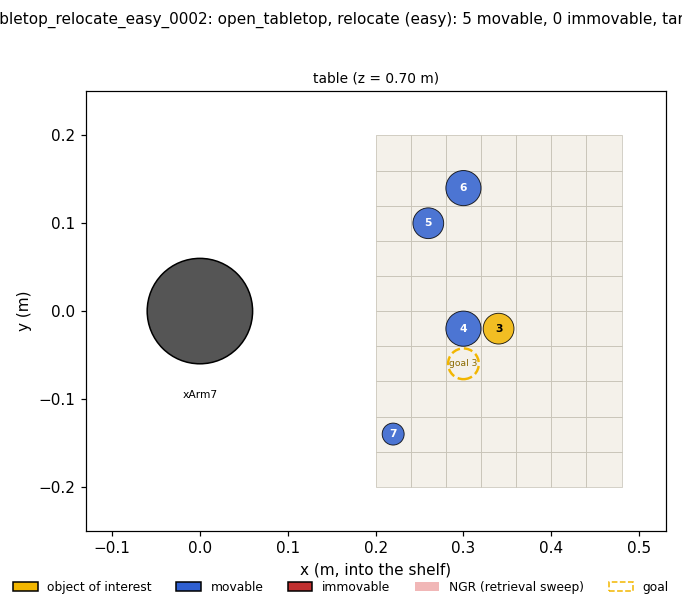 bletop_relocate_easy_0002: open_tabletop, relocate (easy): 5 movable, 0 immovable, tar
table (z = 0.70 m)
0.2
0.1
0.0
−0.1
−0.2
y (m)
6
5
4
3
goal 3
7
xArm7
−0.1
0.0
0.1
0.2
0.3
0.4
0.5
x (m, into the shelf)
object of interest
movable
immovable
NGR (retrieval sweep)
goal